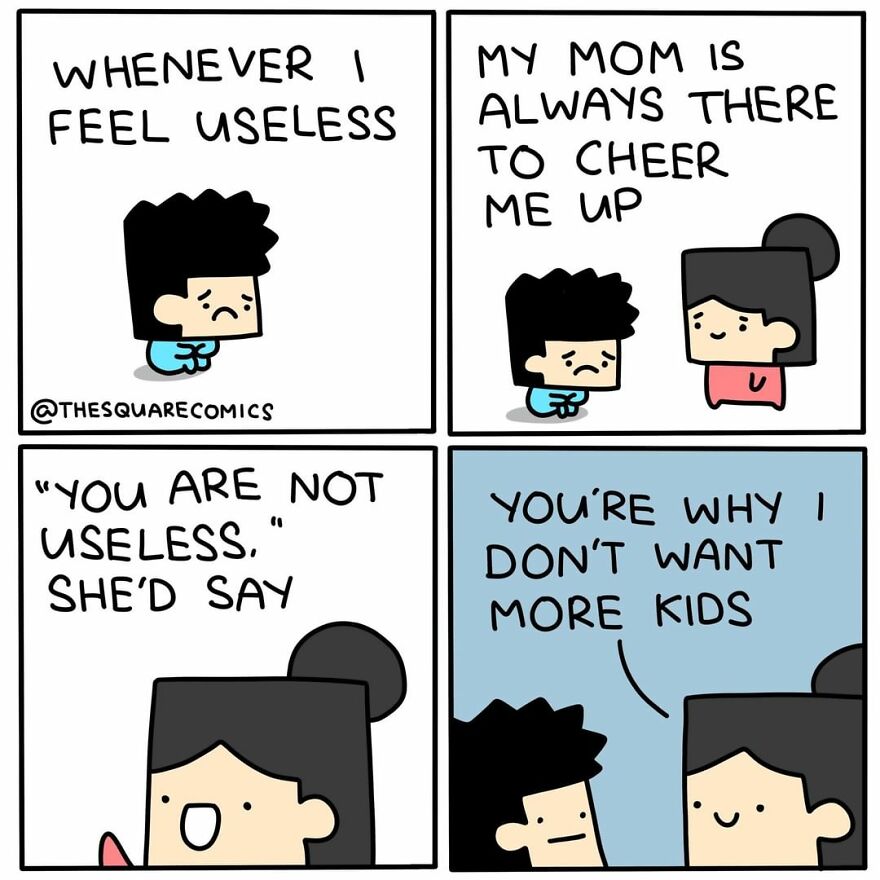 WHENEVER I
FEEL USELESS
@THESQUARECOMICS
MY MOM IS
ALWAYS THERE
TO CHEER
ME UP
"YOU ARE NOT
USELESS."
SHE'D SAY
YOU'RE WHY I
DON'T WANT
MORE KIDS